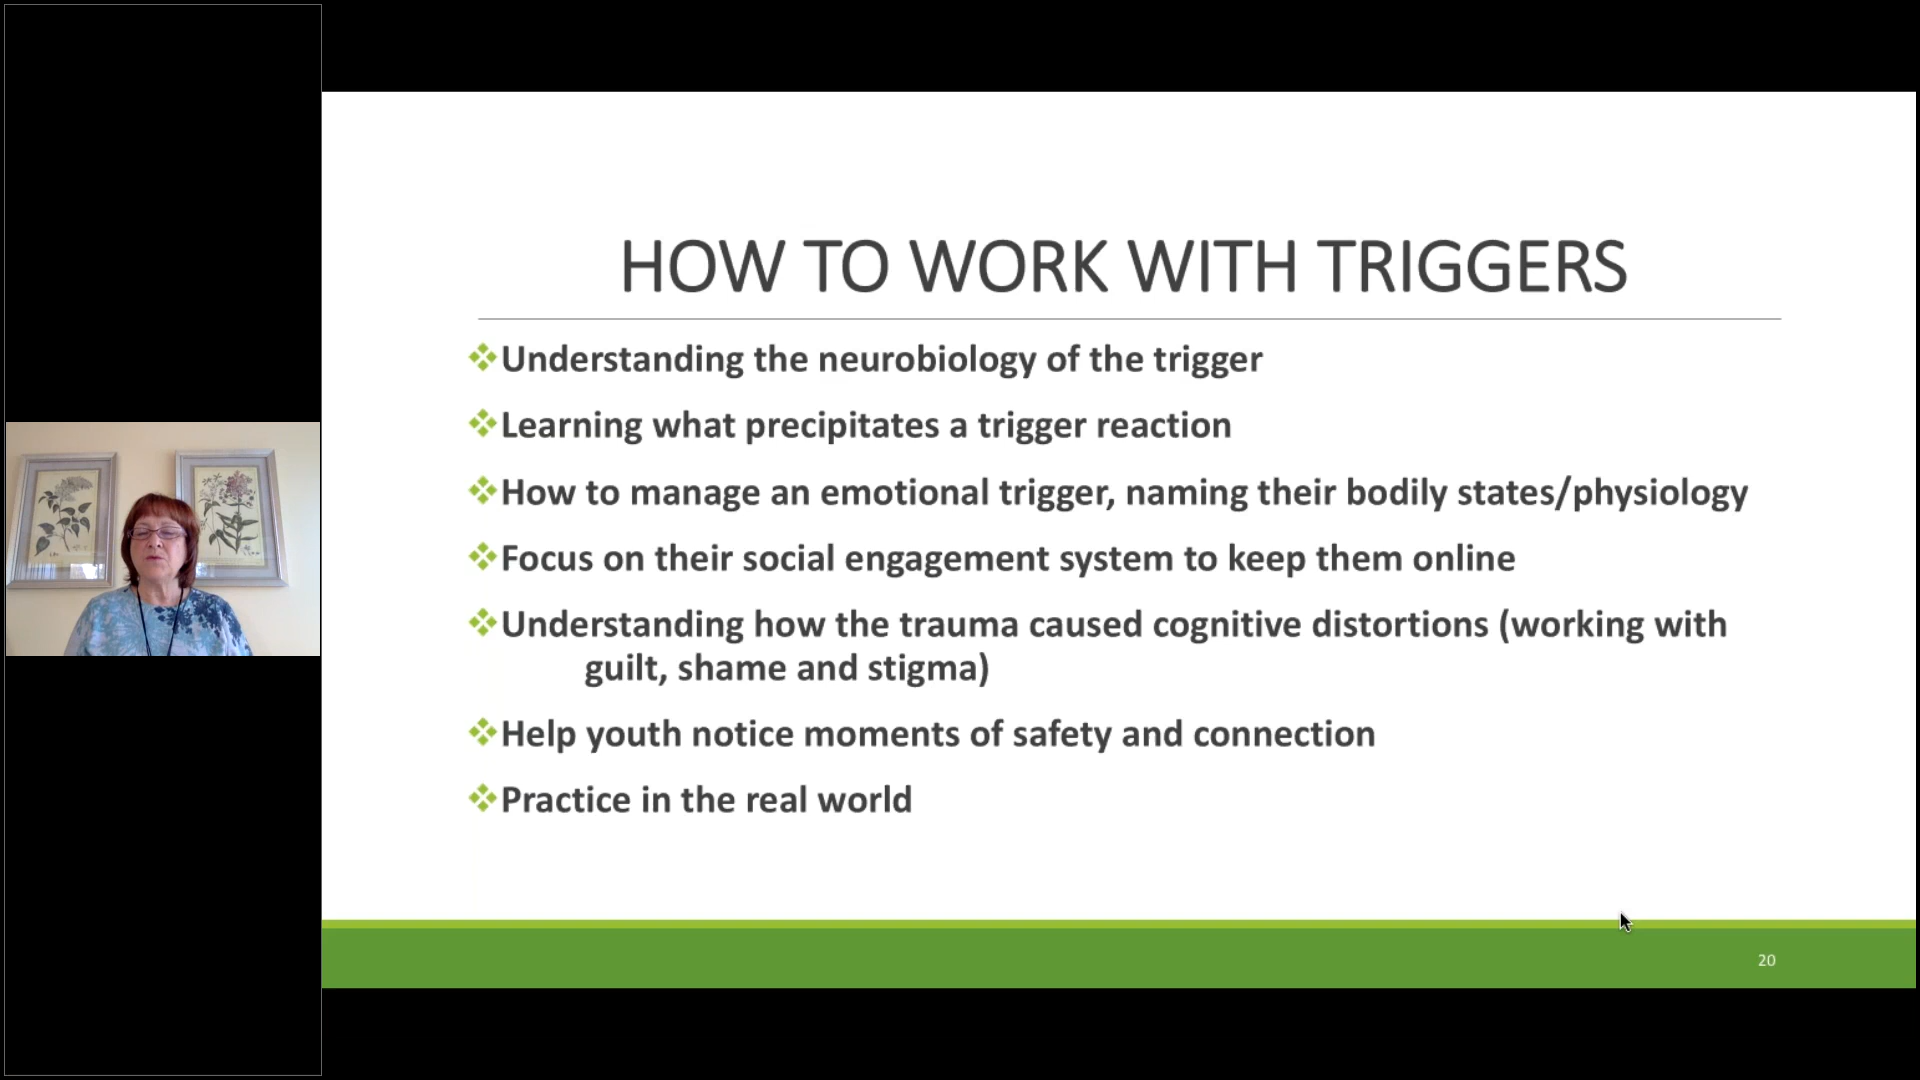 HOW TO WORK WITH TRIGGERS
❖Understanding the neurobiology of the trigger
❖Learning what precipitates a trigger reaction
❖How to manage an emotional trigger, naming their bodily states/physiology
❖Focus on their social engagement system to keep them online
❖Understanding how the trauma caused cognitive distortions (working with
guilt, shame and stigma)
❖Help youth notice moments of safety and connection
❖Practice in the real world
20